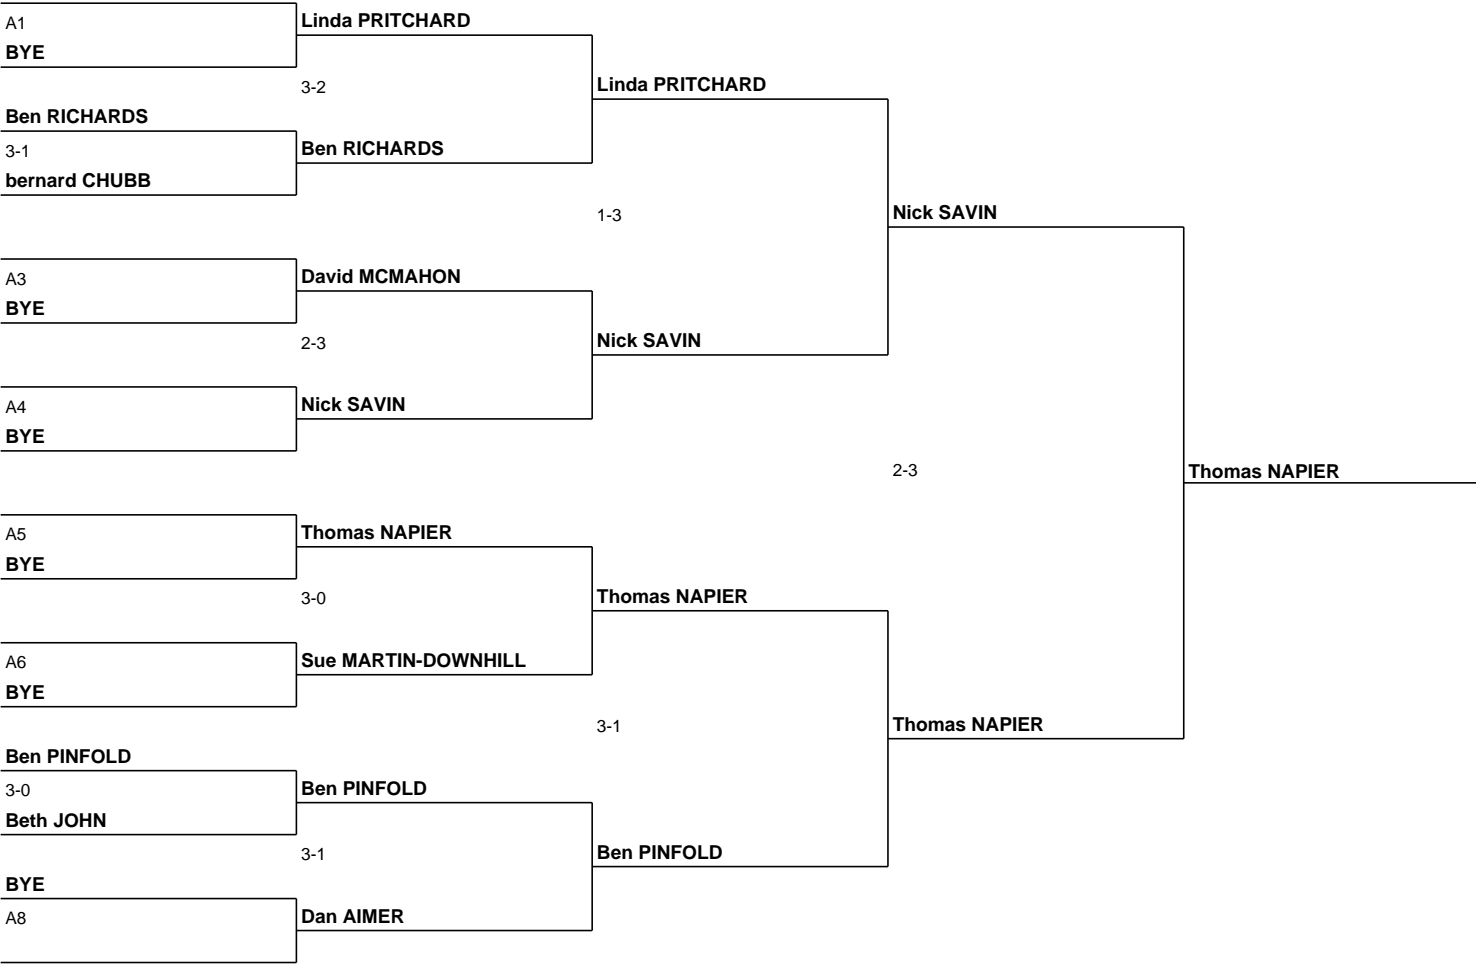 A1
BYE
Linda PRITCHARD
3-2
Linda PRITCHARD
Ben RICHARDS
3-1
bernard CHUBB
Ben RICHARDS
1-3
Nick SAVIN
A3
BYE
David MCMAHON
2-3
Nick SAVIN
A4
BYE
Nick SAVIN
2-3
Thomas NAPIER
A5
BYE
Thomas NAPIER
3-0
Thomas NAPIER
A6
BYE
Sue MARTIN-DOWNHILL
3-1
Thomas NAPIER
Ben PINFOLD
3-0
Beth JOHN
Ben PINFOLD
3-1
Ben PINFOLD
BYE
A8
Dan AIMER